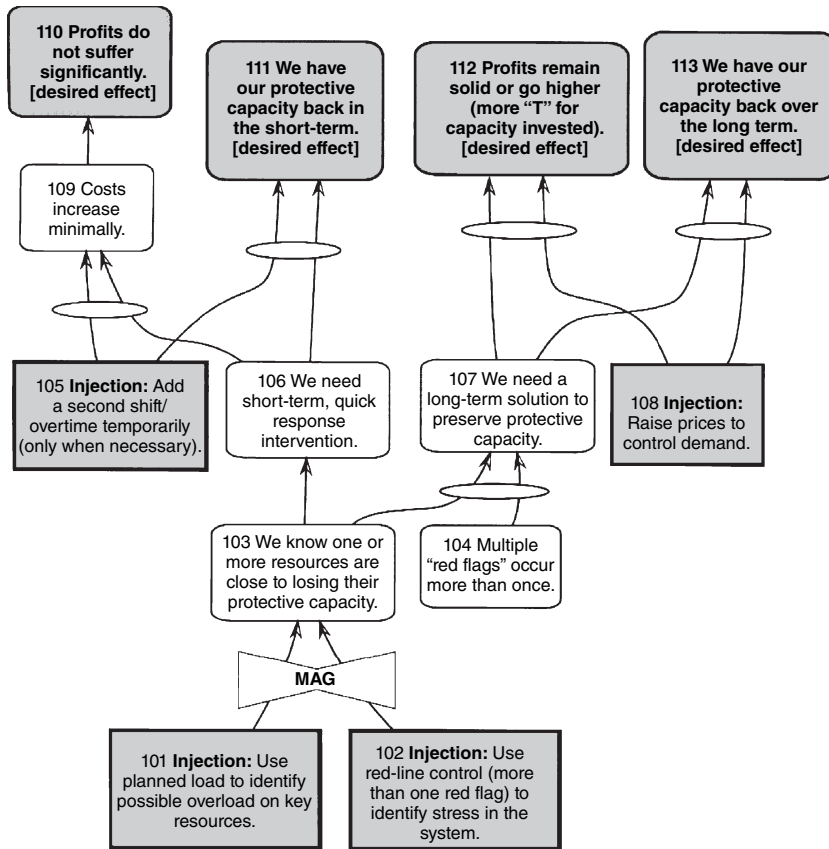 110 Profits do
not suffer
significantly.
[desired effect]
111 We have
our protective
capacity back in
the short-term.
[desired effect]
112 Profits remain
solid or go higher
(more “T” for
capacity invested).
[desired effect]
113 We have our
protective
capacity back over
the long term.
[desired effect]
109 Costs
increase
minimally.
105 Injection: Add
a second shift/
overtime temporarily
(only when necessary).
106 We need
short-term, quick
response
intervention.
107 We need a
long-term solution to
preserve protective
capacity.
108 Injection:
Raise prices to
control demand.
103 We know one or
more resources are
close to losing their
protective capacity.
104 Multiple
“red flags” occur
more than once.
MAG
101 Injection: Use
planned load to identify
possible overload on key
resources.
102 Injection: Use
red-line control (more
than one red flag) to
identify stress in the
system.